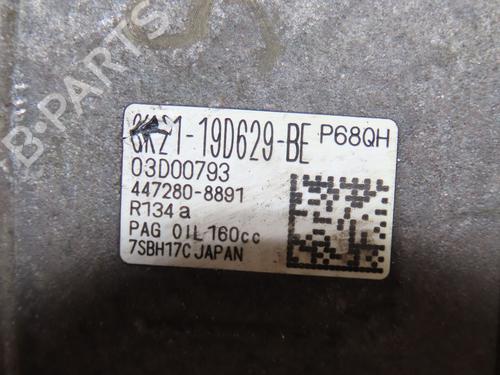 GK21-19D629-BE P68QH
03D00793
447280-8891
R134a
PAG OIL 160cc
7SBH17C JAPAN
B-PARTS